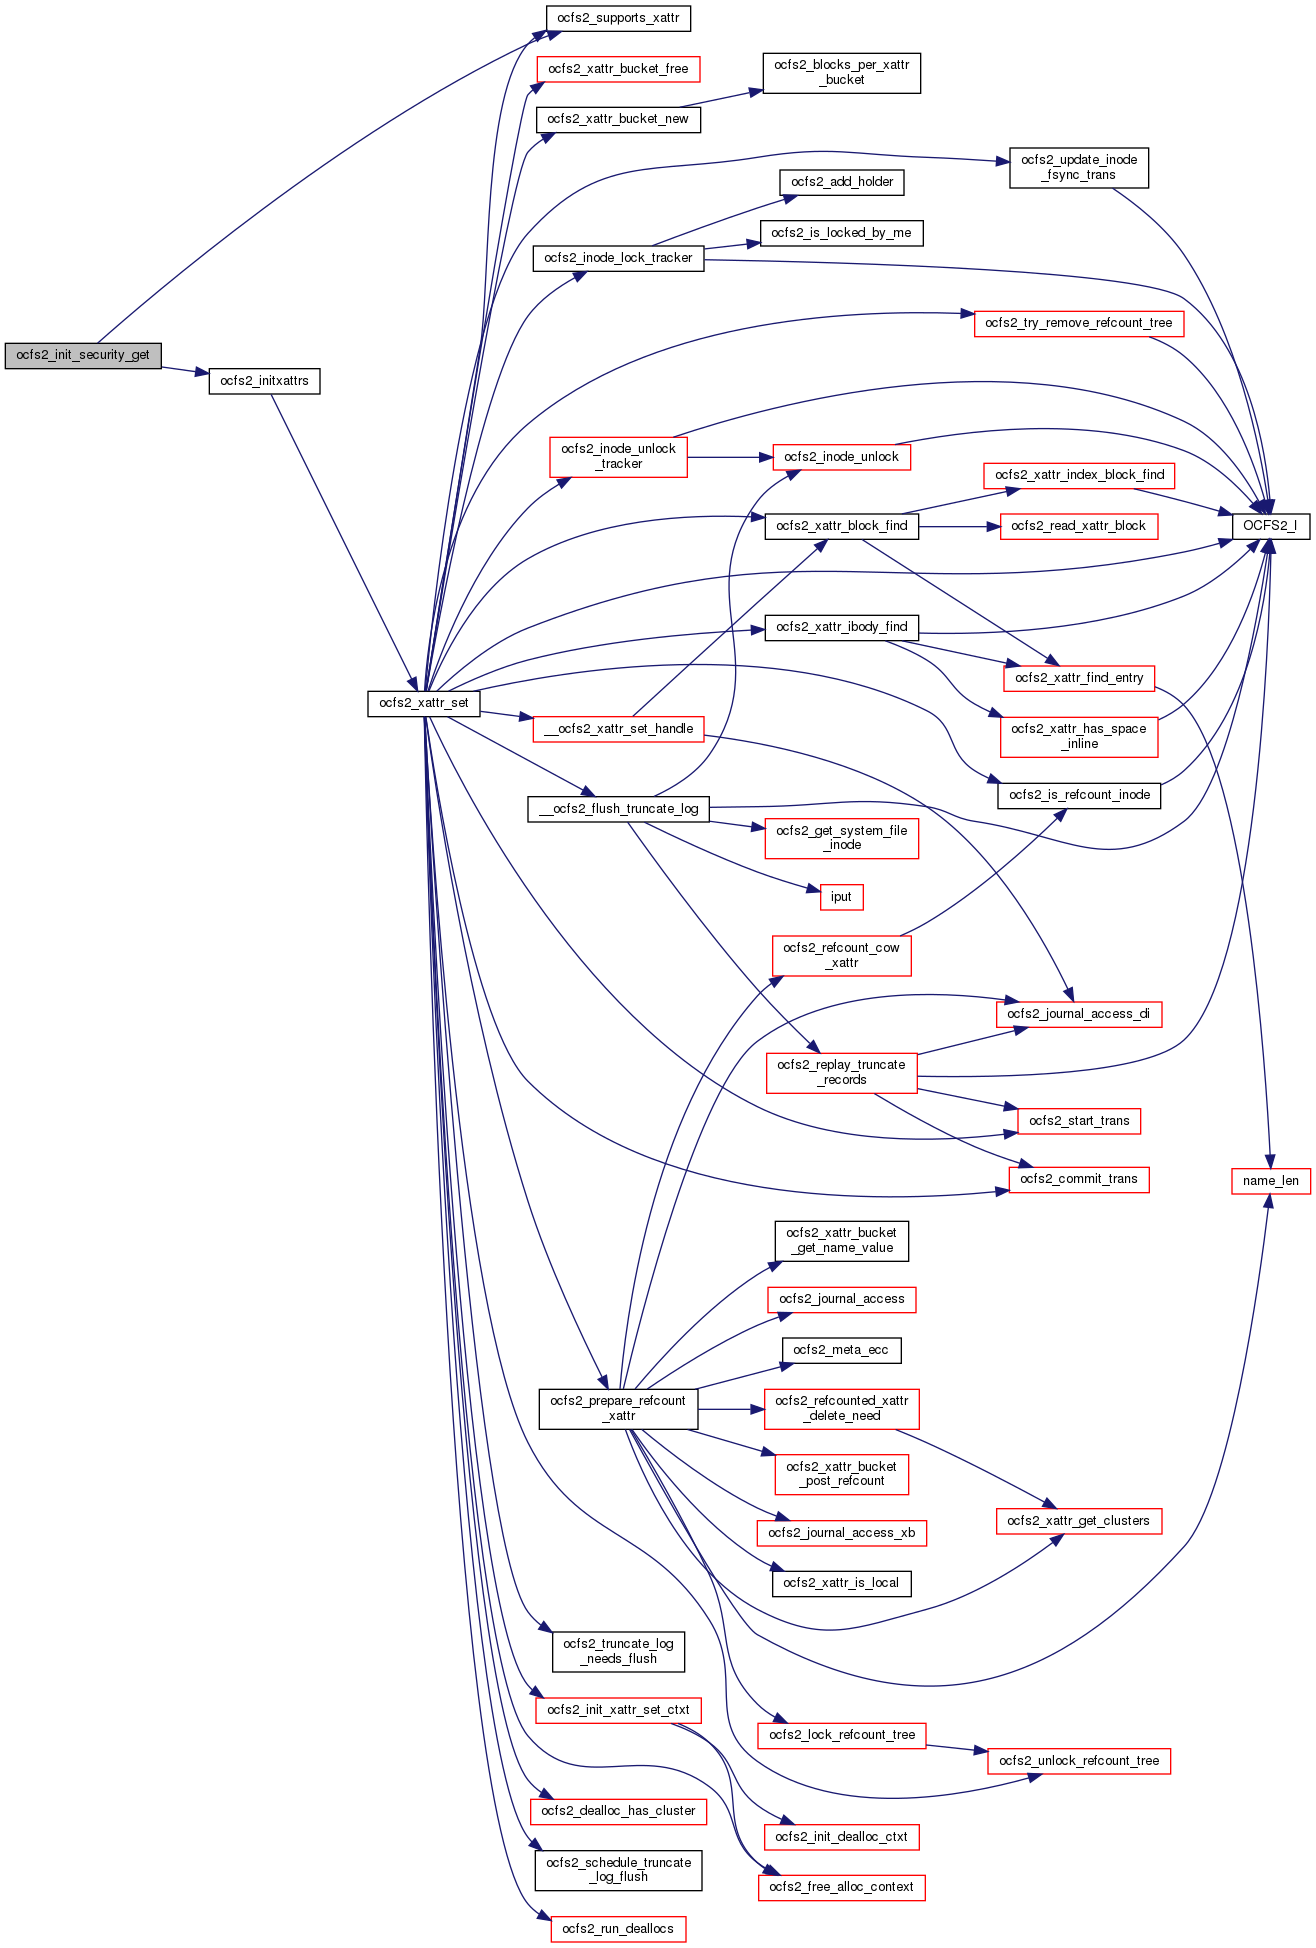 ocfs2_supports_xattr
ocfs2_xattr_bucket_free
ocfs2_blocks_per_xattr
_bucket
ocfs2_xattr_bucket_new
ocfs2_update_inode
_fsync_trans
ocfs2_add_holder
ocfs2_is_locked_by_me
ocfs2_inode_lock_tracker
ocfs2_try_remove_refcount_tree
ocfs2_init_security_get
ocfs2_initxattrs
ocfs2_inode_unlock
_tracker
ocfs2_inode_unlock
ocfs2_xattr_index_block_find
ocfs2_xattr_block_find
ocfs2_read_xattr_block
OCFS2_I
ocfs2_xattr_ibody_find
ocfs2_xattr_find_entry
ocfs2_xattr_set
__ocfs2_xattr_set_handle
ocfs2_xattr_has_space
_inline
ocfs2_is_refcount_inode
__ocfs2_flush_truncate_log
ocfs2_get_system_file
_inode
iput
ocfs2_refcount_cow
_xattr
ocfs2_journal_access_di
ocfs2_replay_truncate
_records
ocfs2_start_trans
ocfs2_commit_trans
name_len
ocfs2_xattr_bucket
_get_name_value
ocfs2_journal_access
ocfs2_meta_ecc
ocfs2_prepare_refcount
_xattr
ocfs2_refcounted_xattr
_delete_need
ocfs2_xattr_bucket
_post_refcount
ocfs2_xattr_get_clusters
ocfs2_journal_access_xb
ocfs2_xattr_is_local
ocfs2_truncate_log
_needs_flush
ocfs2_init_xattr_set_ctxt
ocfs2_lock_refcount_tree
ocfs2_unlock_refcount_tree
ocfs2_dealloc_has_cluster
ocfs2_init_dealloc_ctxt
ocfs2_schedule_truncate
_log_flush
ocfs2_free_alloc_context
ocfs2_run_deallocs